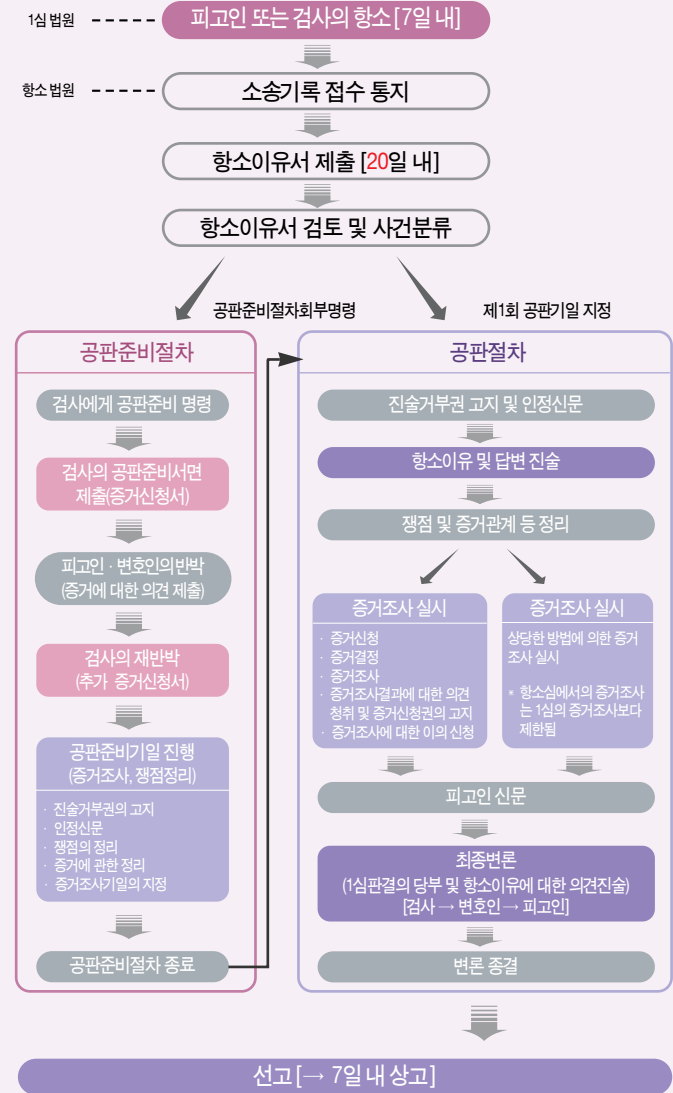 1심 법원
피고인 또는 검사의 항소 [7일 내]
항소 법원
소송기록 접수 통지
항소이유서 제출 [20일 내]
항소이유서 검토 및 사건분류
공판준비절차회부명령
제1회 공판기일 지정
공판준비절차
검사에게 공판준비 명령
검사의 공판준비서면
제출(증거신청서)
피고인 · 변호인의 반박
(증거에 대한 의견 제출)
검사의 재반박
(추가 증거신청서)
공판준비기일 진행
(증거조사, 쟁점정리)
· 진술거부권의 고지
· 인정신문
· 쟁점의 정리
· 증거에 관한 정리
· 증거조사기일의 지정
공판준비절차 종료
공판절차
진술거부권 고지 및 인정신문
항소이유 및 답변 진술
쟁점 및 증거관계 등 정리
증거조사 실시
· 증거신청
· 증거결정
· 증거조사
· 증거조사결과에 대한 의견
청취 및 증거신청권의 고지
· 증거조사에 대한 이의 신청
증거조사 실시
상당한 방법에 의한 증거
조사 실시
* 항소심에서의 증거조사
는 1심의 증거조사보다
제한됨
피고인 신문
최종변론
(1심판결의 당부 및 항소이유에 대한 의견진술)
[검사 → 변호인 → 피고인]
변론 종결
선고 [→ 7일 내 상고]